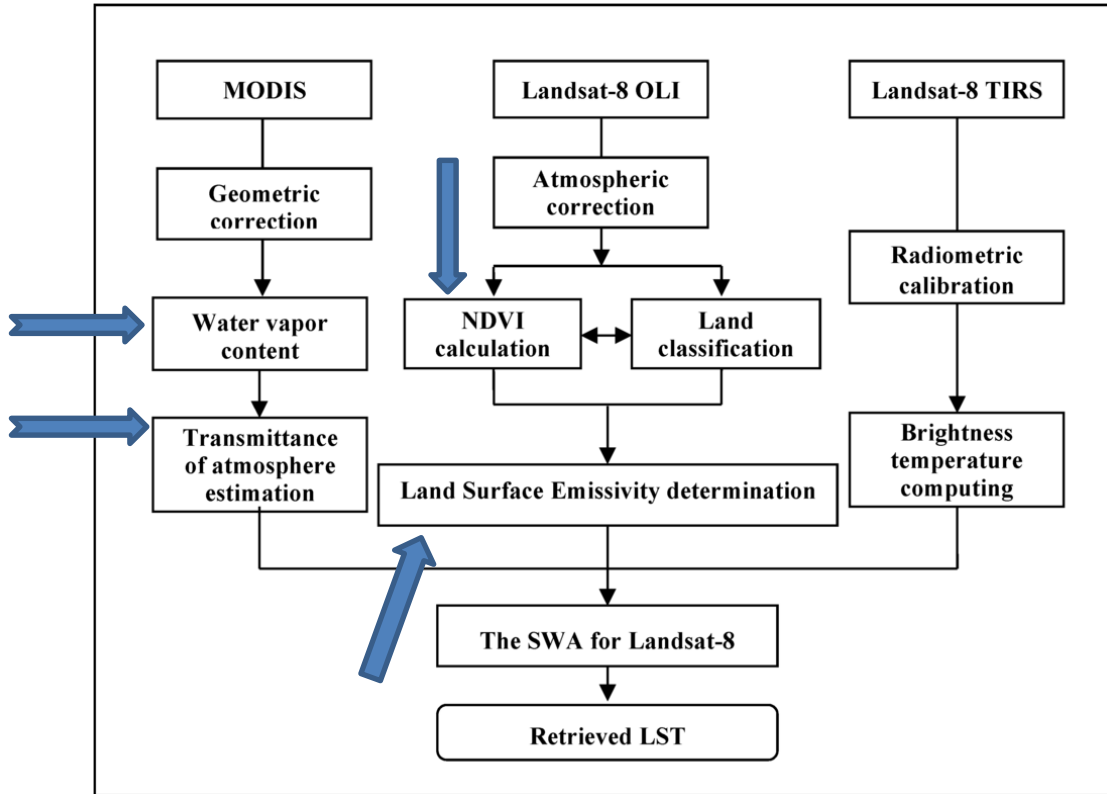 MODIS
Landsat-8 OLI
Landsat-8 TIRS
Geometric
correction
Atmospheric
correction
Radiometric
calibration
Water vapor
content
NDVI
calculation
Land
classification
Transmittance
of atmosphere
estimation
Brightness
temperature
computing
Land Surface Emissivity determination
The SWA for Landsat-8
Retrieved LST